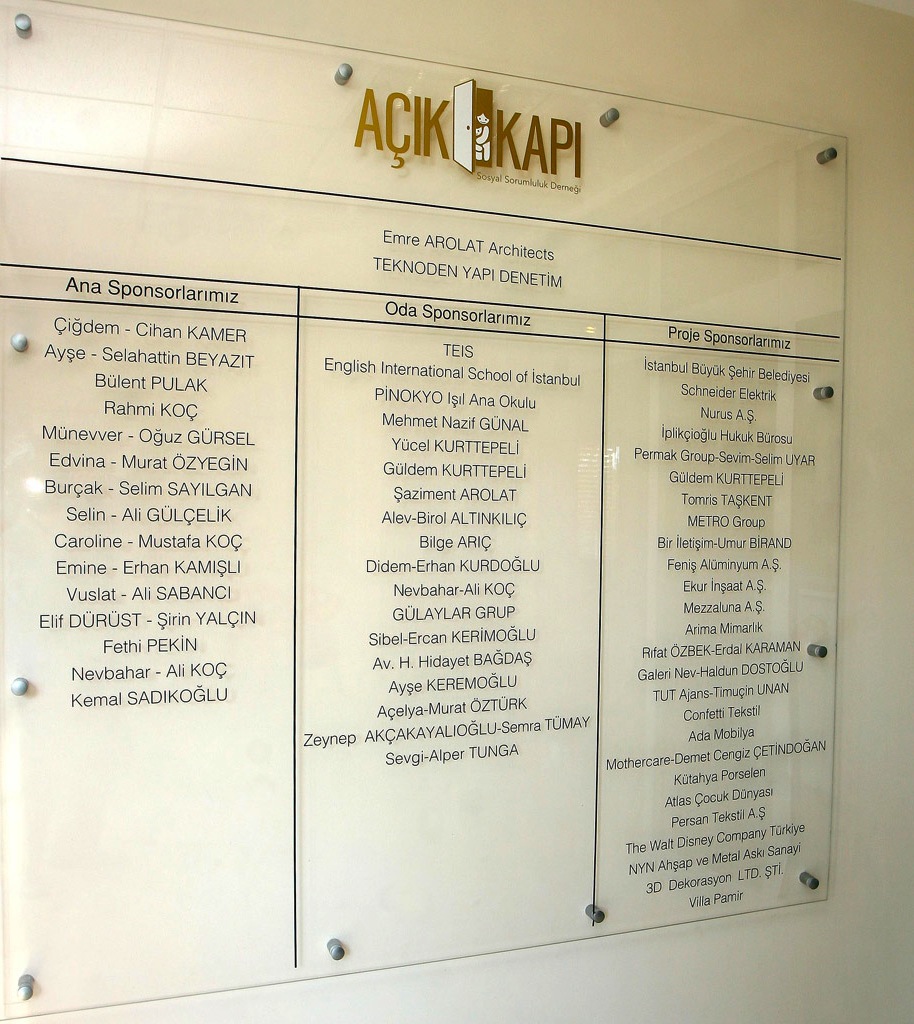 AÇIK KAPI
Sosyal Sorumluluk Derneği
Emre AROLAT Architects
TEKNODEN YAPI DENETİM
Ana Sponsorlarımız
Çiğdem - Cihan KAMER
Ayşe - Selahattin BEYAZIT
Bülent PULAK
Rahmi KOÇ
Münevver - Oğuz GÜRSEL
Edvina - Murat ÖZYEGİN
Burçak - Selim SAYILGAN
Selin - Ali GÜLÇELİK
Caroline - Mustafa KOÇ
Emine - Erhan KAMIŞLI
Vuslat - Ali SABANCI
Elif DÜRÜST - Şirin YALÇIN
Fethi PEKİN
Nevbahar - Ali KOÇ
Kemal SADIKOĞLU
Oda Sponsorlarımız
TEIS
English International School of İstanbul
PİNOKYO Işıl Ana Okulu
Mehmet Nazif GÜNAL
Yücel KURTTEPELİ
Güldem KURTTEPELİ
Şaziment AROLAT
Alev-Birol ALTINKILIÇ
Bilge ARIÇ
Didem-Erhan KURDOĞLU
Nevbahar-Ali KOÇ
GÜLAYLAR GRUP
Sibel-Ercan KERİMOĞLU
Av. H. Hidayet BAĞDAŞ
Ayşe KEREMOĞLU
Açelya-Murat ÖZTÜRK
Zeynep AKÇAKAYALIOĞLU-Semra TÜMAY
Sevgi-Alper TUNGA
Proje Sponsorlarımız
İstanbul Büyük Şehir Belediyesi
Schneider Elektrik
Nurus A.Ş.
İplikçioğlu Hukuk Bürosu
Permak Group-Sevim-Selim UYAR
Güldem KURTTEPELİ
Tomris TAŞKENT
METRO Group
Bir İletişim-Umur BİRAND
Feniş Alüminyum A.Ş.
Ekur İnşaat A.Ş.
Mezzaluna A.Ş.
Arima Mimarlık
Rıfat ÖZBEK-Erdal KARAMAN
Galeri Nev-Haldun DOSTOĞLU
TUT Ajans-Timuçin UNAN
Confetti Tekstil
Ada Mobilya
Mothercare-Demet Cengiz ÇETİNDOĞAN
Kütahya Porselen
Atlas Çocuk Dünyası
Persan Tekstil A.Ş
The Walt Disney Company Türkiye
NYN Ahşap ve Metal Askı Sanayi
3D Dekorasyon LTD. ŞTİ.
Villa Pamir